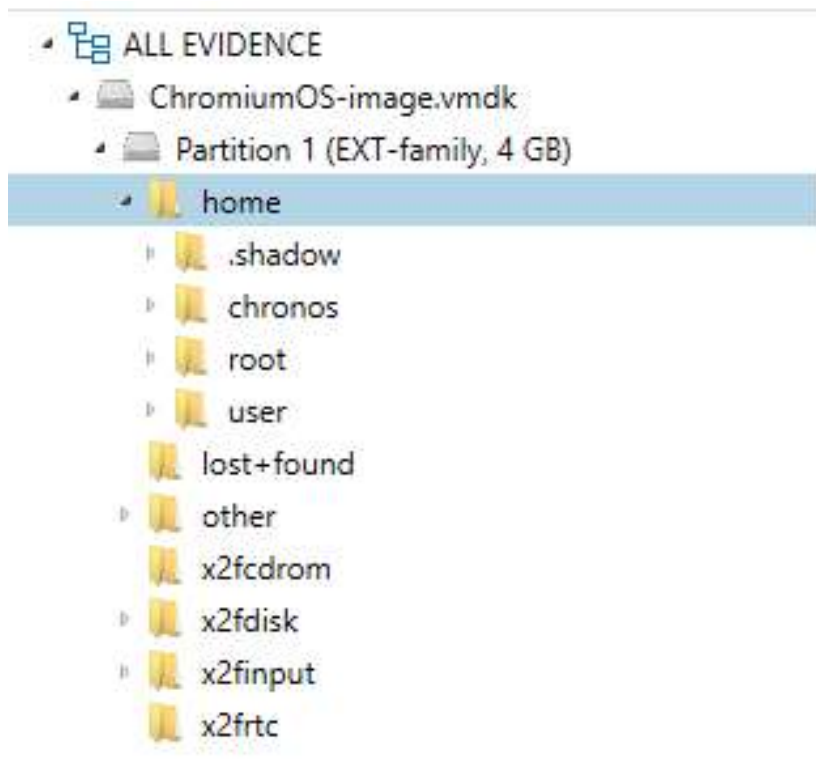 ALL EVIDENCE
ChromiumOS-image.vmdk
Partition 1 (EXT-family, 4 GB)
home
.shadow
chronos
root
user
lost+found
other
x2fcdrom
x2fdisk
x2finput
x2frtc